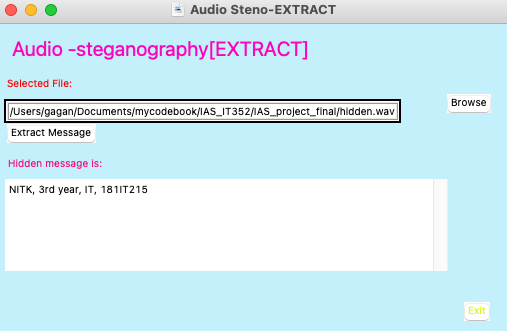 Audio Steno-EXTRACT
Audio -steganography[EXTRACT]
Selected File:
/Users/gagan/Documents/mycodebook/IAS_IT352/IAS_project_final/hidden.wav
Browse
Extract Message
Hidden message is:
NITK, 3rd year, IT, 181IT215
Exit